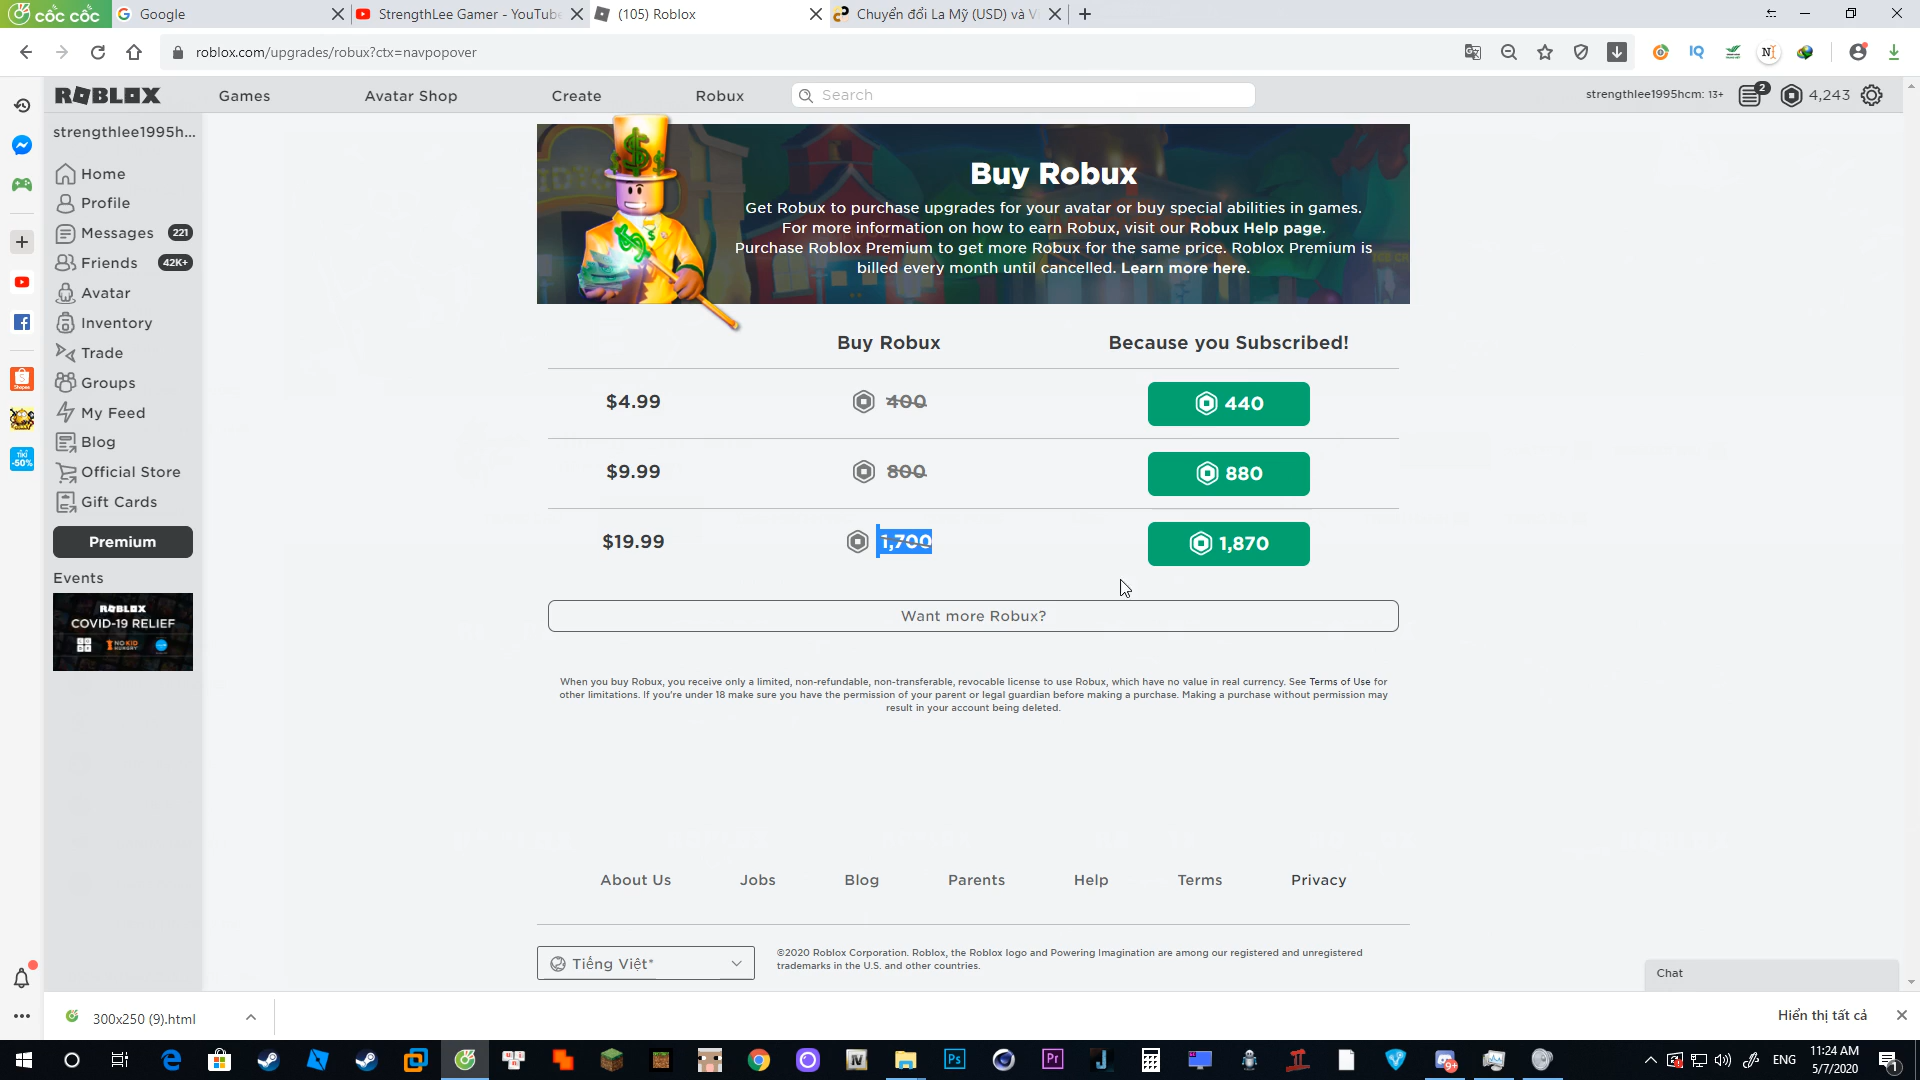 cốc cốc
Google
StrengthLee Gamer - YouTube
(105) Roblox
Chuyển đổi La Mỹ (USD) và V
roblox.com/upgrades/robux?ctx=navpopover
ROBLOX
Games
Avatar Shop
Create
Robux
Search
strengthlee1995hcm: 13+
2
4,243
strengthlee1995h...
Home
Profile
Messages 221
Friends 42K+
Avatar
Inventory
Trade
Groups
My Feed
Blog
Official Store
Gift Cards
Premium
Events
ROBLOX
COVID-19 RELIEF
NO KID
HUNGRY
-50%
Buy Robux
Get Robux to purchase upgrades for your avatar or buy special abilities in games.
For more information on how to earn Robux, visit our Robux Help page.
Purchase Roblox Premium to get more Robux for the same price. Roblox Premium is
billed every month until cancelled. Learn more here.
Buy Robux
Because you Subscribed!
$4.99
400
440
$9.99
800
880
$19.99
1,700
1,870
Want more Robux?
When you buy Robux, you receive only a limited, non-refundable, non-transferable, revocable license to use Robux, which have no value in real currency. See Terms of Use for
other limitations. If you're under 18 make sure you have the permission of your parent or legal guardian before making a purchase. Making a purchase without permission may
result in your account being deleted.
About Us
Jobs
Blog
Parents
Help
Terms
Privacy
Tiếng Việt*
©2020 Roblox Corporation. Roblox, the Roblox logo and Powering Imagination are among our registered and unregistered
trademarks in the U.S. and other countries.
Chat
300x250 (9).html
Hiển thị tất cả
Ps
Pr
9+
ENG
11:24 AM
5/7/2020
1